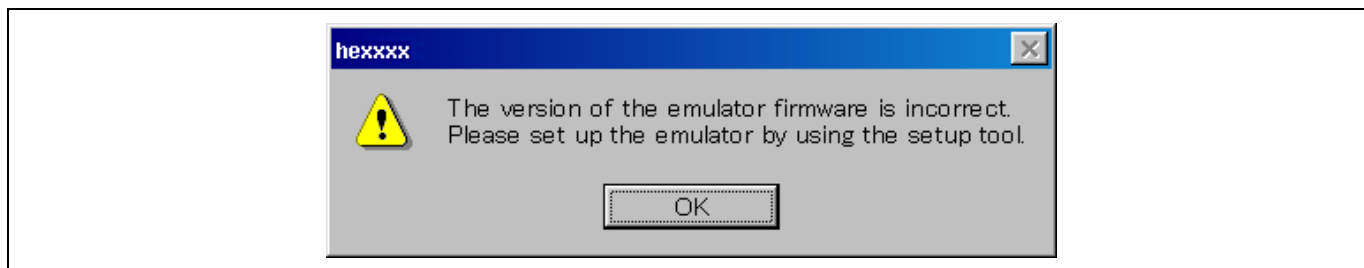 hexxxx
The version of the emulator firmware is incorrect.
Please set up the emulator by using the setup tool.
OK